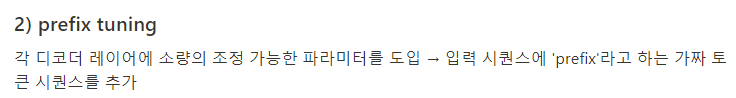 2) prefix tuning
각 디코더 레이어에 소량의 조정 가능한 파라미터를 도입 → 입력 시퀀스에 'prefix'라고 하는 가짜 토
큰 시퀀스를 추가